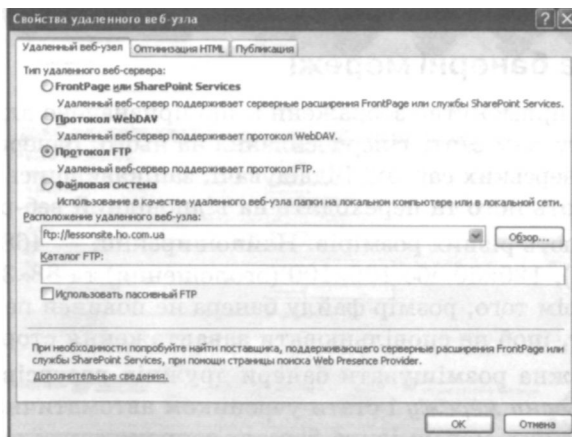 Свойства удаленного веб-узла
Удаленный веб-узел Оптимизация HTML Публикация
Тип удаленного веб-сервера:
FrontPage или SharePoint Services
Удаленный веб-сервер поддерживает серверные расширения FrontPage или службы SharePoint Services.
Протокол WebDAV
Удаленный веб-сервер поддерживает протокол WebDAV.
Протокол FTP
Удаленный веб-сервер поддерживает протокол FTP.
Файловая система
Использование в качестве удаленного веб-узла папки на локальном компьютере или в локальной сети.
Расположение удаленного веб-узла:
ftp://lessonsite.ho.com.ua Обзор...
Каталог FTP:
Использовать пассивный FTP
При необходимости попробуйте найти поставщика, поддерживающего серверные расширения FrontPage или
службы SharePoint Services, при помощи страницы поиска Web Presence Provider.
Дополнительные сведения.
ОК Отмена